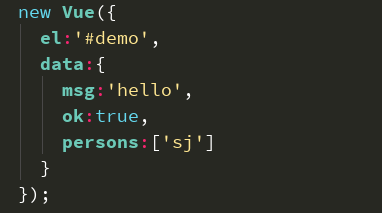 new Vue({
  el:'#demo',
  data:{
    msg:'hello',
    ok:true,
    persons:['sj']
  }
});